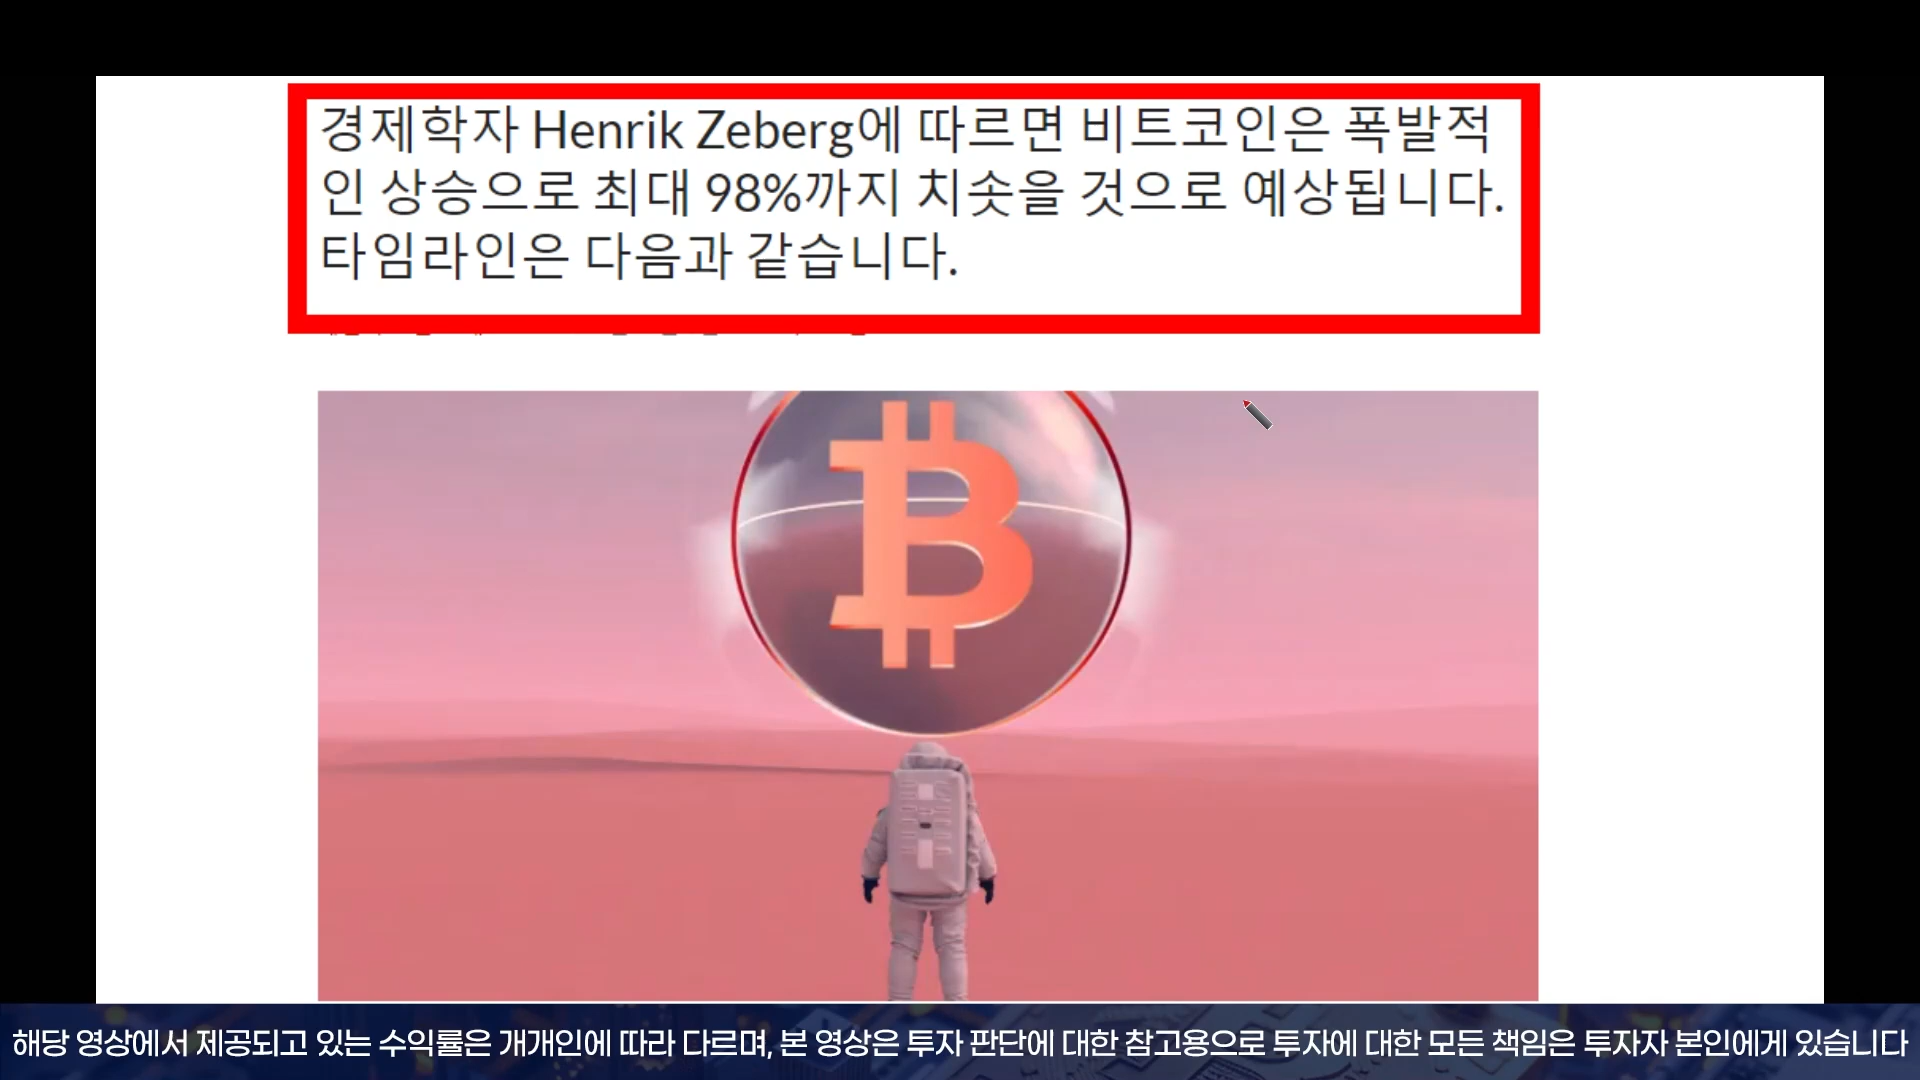 경제학자 Henrik Zeberg에 따르면 비트코인은 폭발적
인 상승으로 최대 98%까지 치솟을 것으로 예상됩니다.
타임라인은 다음과 같습니다.
해당 영상에서 제공되고 있는 수익률은 개개인에 따라 다르며, 본 영상은 투자 판단에 대한 참고용으로 투자에 대한 모든 책임은 투자자 본인에게 있습니다